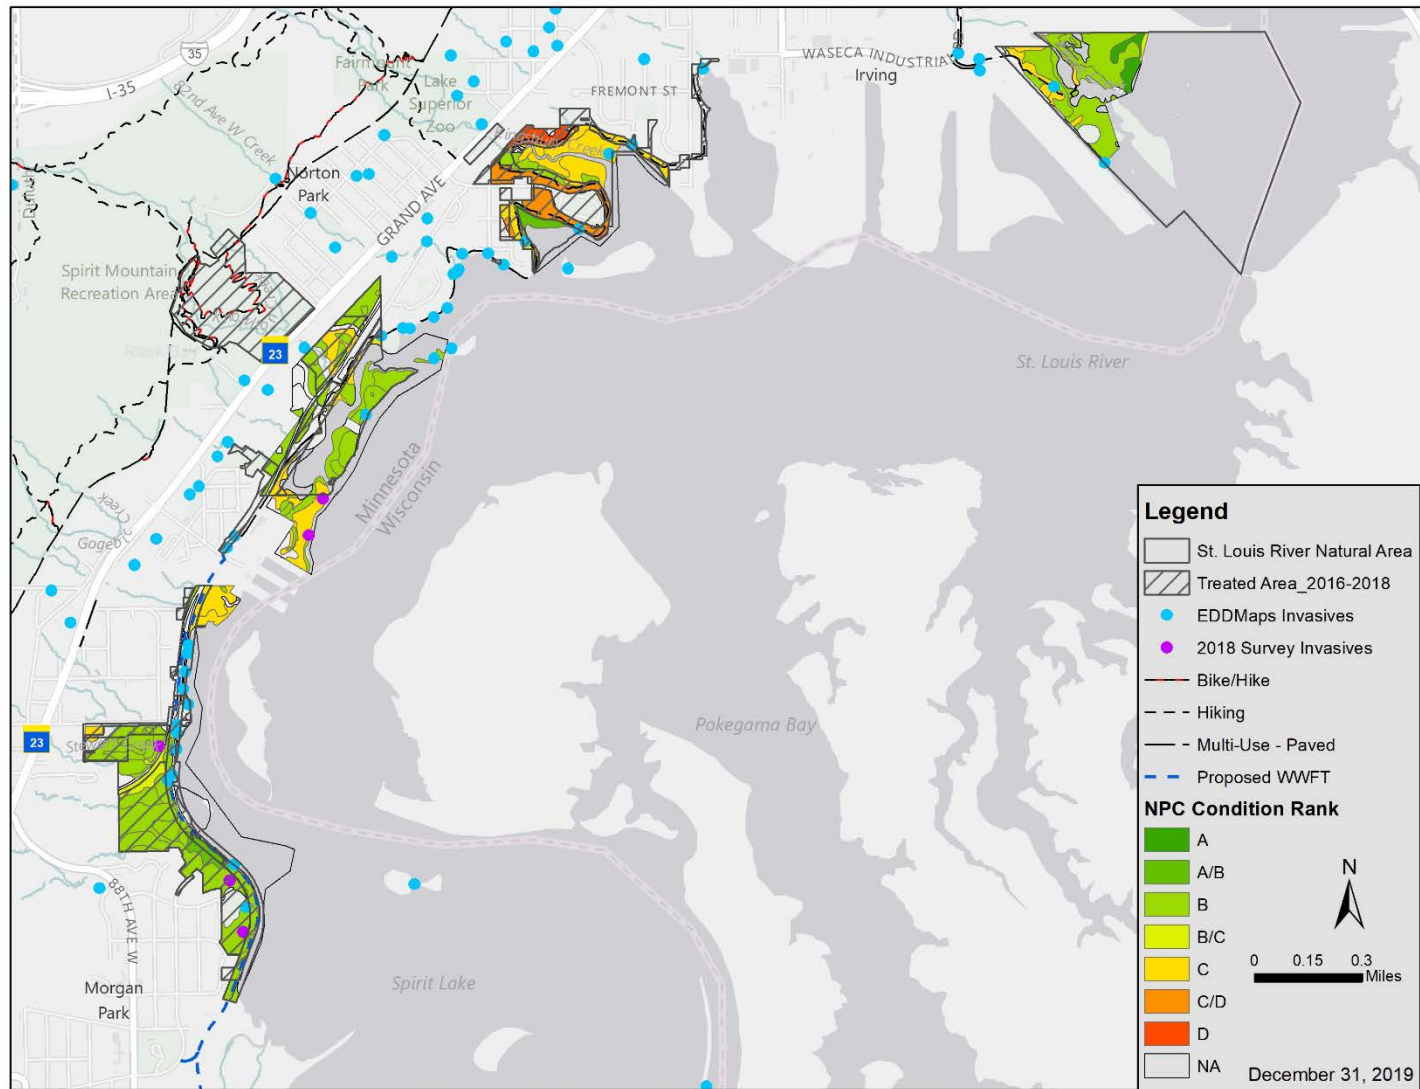 35
I-35
82nd Ave W Creek
Fairmount
Park
Lake
Superior
Zoo
FREMONT ST
WASECA INDUSTRIAL
Irving
Duluth
Norton
Park
GRAND AVE
Kingsbury Creek
Spirit Mountain
Recreation Area
23
St. Louis River
Minnesota
Wisconsin
Creek
Pokegama Bay
23
88TH AVE W
Morgan
Park
Spirit Lake
Legend
St. Louis River Natural Area
Treated Area_2016-2018
EDDMaps Invasives
2018 Survey Invasives
Bike/Hike
Hiking
Multi-Use - Paved
Proposed WWFT
NPC Condition Rank
A
A/B
B
B/C
C
C/D
D
NA
N
0 0.15 0.3
Miles
December 31, 2019